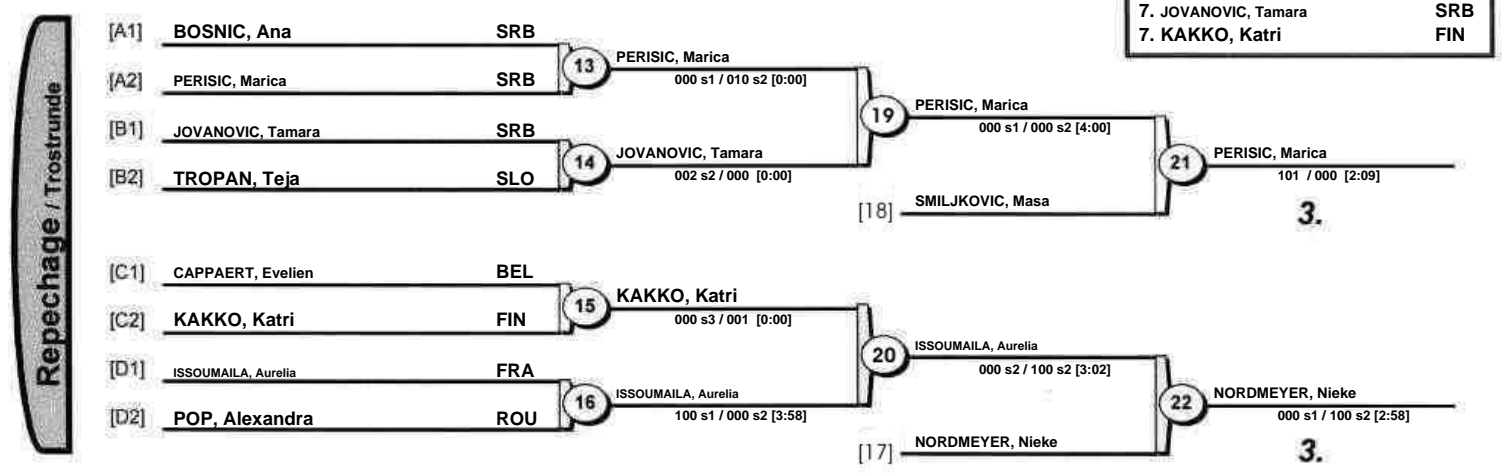 7. JOVANOVIC, Tamara SRB
7. KAKKO, Katri FIN
Repechage / Trostrunde
[A1] BOSNIC, Ana SRB
[A2] PERISIC, Marica SRB
13 PERISIC, Marica
000 s1 / 010 s2 [0:00]
[B1] JOVANOVIC, Tamara SRB
[B2] TROPAN, Teja SLO
14 JOVANOVIC, Tamara
002 s2 / 000 [0:00]
19 PERISIC, Marica
000 s1 / 000 s2 [4:00]
[18] SMILJKOVIC, Masa
21 PERISIC, Marica
101 / 000 [2:09]
3.
[C1] CAPPAERT, Evelien BEL
[C2] KAKKO, Katri FIN
15 KAKKO, Katri
000 s3 / 001 [0:00]
[D1] ISSOUMAILA, Aurelia FRA
[D2] POP, Alexandra ROU
16 ISSOUMAILA, Aurelia
100 s1 / 000 s2 [3:58]
20 ISSOUMAILA, Aurelia
000 s2 / 100 s2 [3:02]
[17] NORDMEYER, Nieke
22 NORDMEYER, Nieke
000 s1 / 100 s2 [2:58]
3.